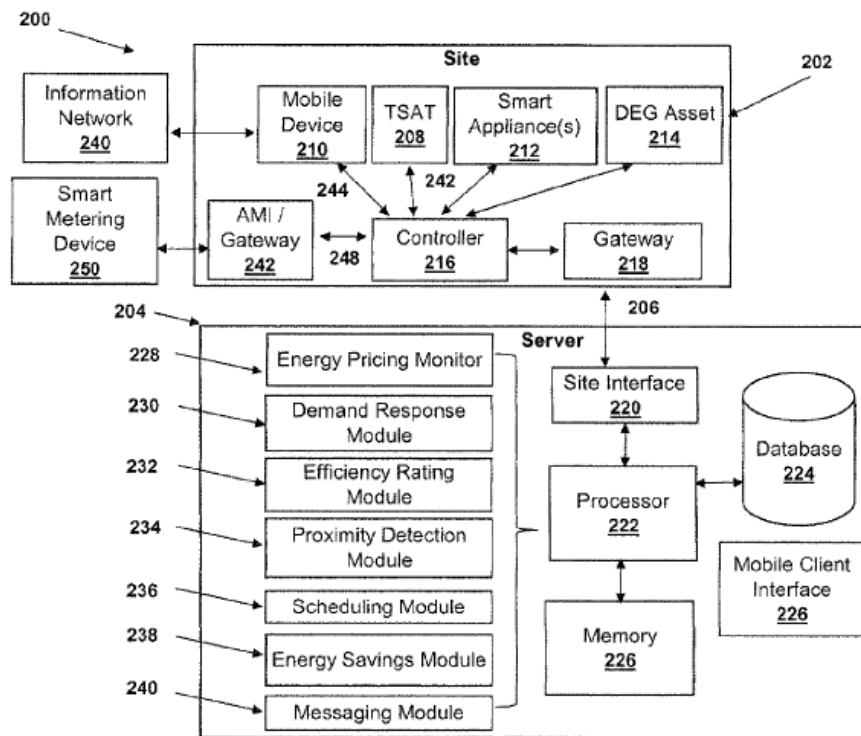 200
Site
202
Information
Network
240
Mobile
Device
210
TSAT
208
Smart
Appliance(s)
212
DEG Asset
214
244
242
Smart
Metering
Device
250
AMI /
Gateway
242
248
Controller
216
Gateway
218
206
204
Server
228
Energy Pricing Monitor
230
Demand Response
Module
232
Efficiency Rating
Module
234
Proximity Detection
Module
236
Scheduling Module
238
Energy Savings Module
240
Messaging Module
Site Interface
220
Processor
222
Memory
226
Database
224
Mobile Client
Interface
226